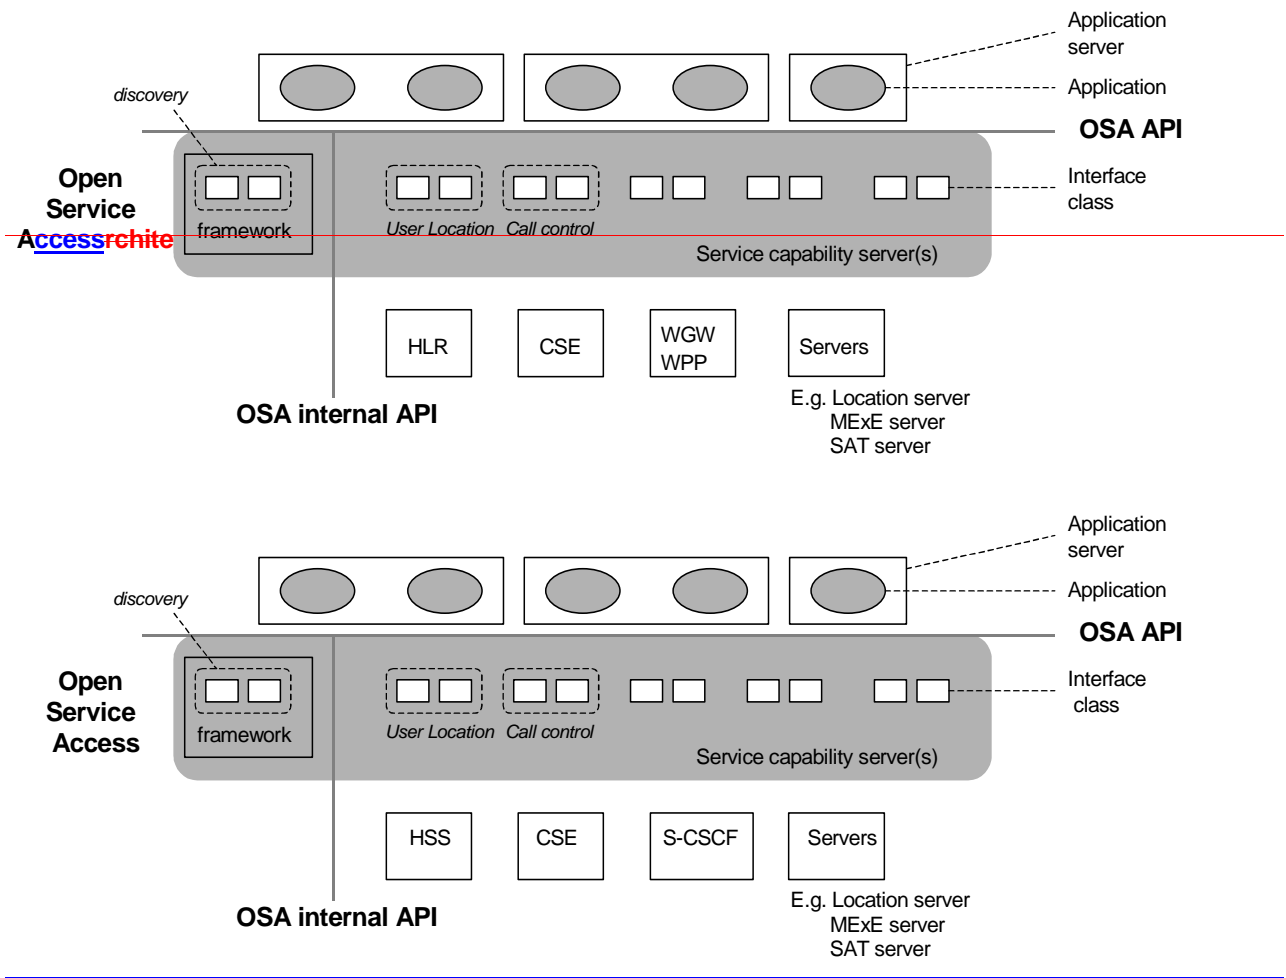 Application
server
discovery
Application
OSA API
Open
Service
Accessrchite
Interface
class
framework
User Location
Call control
Service capability server(s)
HLR
CSE
WGW
WPP
Servers
E.g. Location server
MExE server
SAT server
OSA internal API
Application
server
discovery
Application
OSA API
Open
Service
Access
Interface
class
framework
User Location
Call control
Service capability server(s)
HSS
CSE
S-CSCF
Servers
E.g. Location server
MExE server
SAT server
OSA internal API